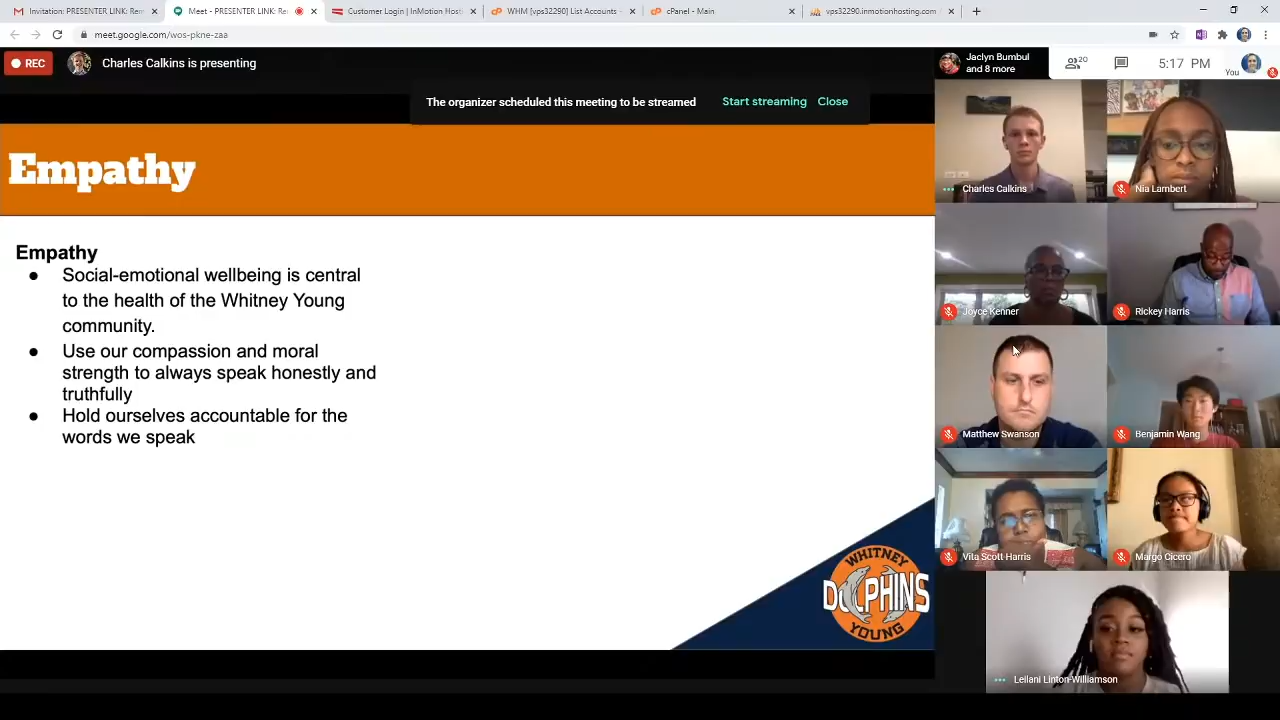 Invitation: PRESENTER LINK: Rem
Meet - PRESENTER LINK: Re
Customer Login | InMotion Host
WHM [vps32290] List Accounts -
cPanel - Main
vps32290.inmotionhosting.com
meet.google.com/wos-pkne-zaa
REC
Charles Calkins is presenting
Jaclyn Bumbul
and 8 more
20
5:17 PM
You
The organizer scheduled this meeting to be streamed
Start streaming
Close
Empathy
Empathy
● Social-emotional wellbeing is central
to the health of the Whitney Young
community.
● Use our compassion and moral
strength to always speak honestly and
truthfully
● Hold ourselves accountable for the
words we speak
WHITNEY
DOLPHINS
YOUNG
Charles Calkins
Nia Lambert
Joyce Kenner
Rickey Harris
Matthew Swanson
Benjamin Wang
Vita Scott Harris
Margo Cicero
Leilani Linton-Williamson